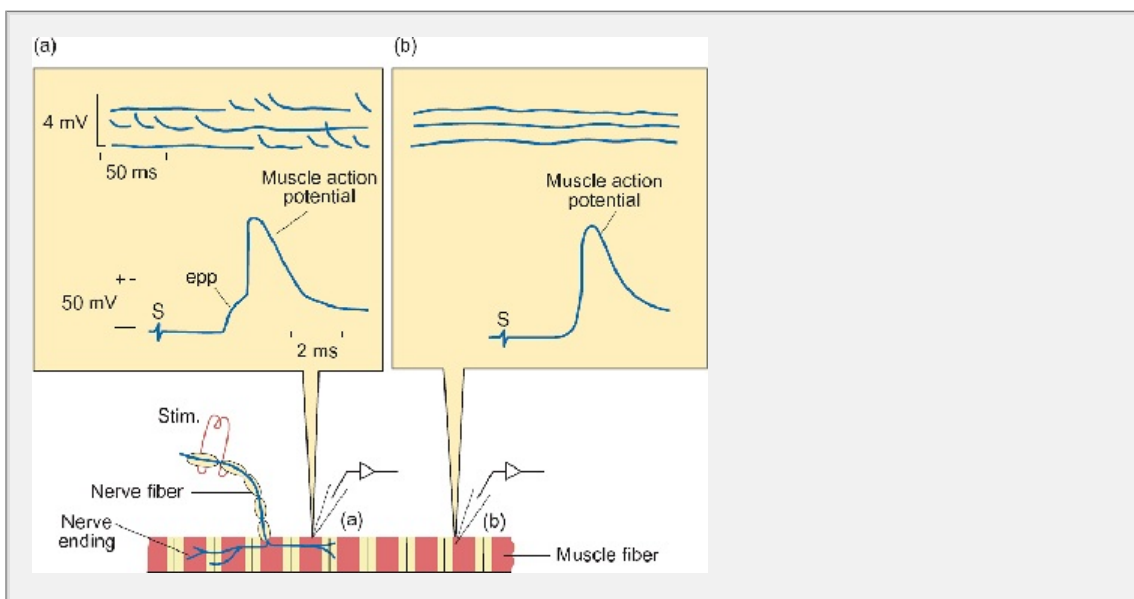 (a)
4 mV
50 ms
Muscle action
potential
epp
+ -
50 mV
S
2 ms
(b)
Muscle action
potential
S
Stim.
Nerve fiber
Nerve
ending
(a)
(b)
Muscle fiber